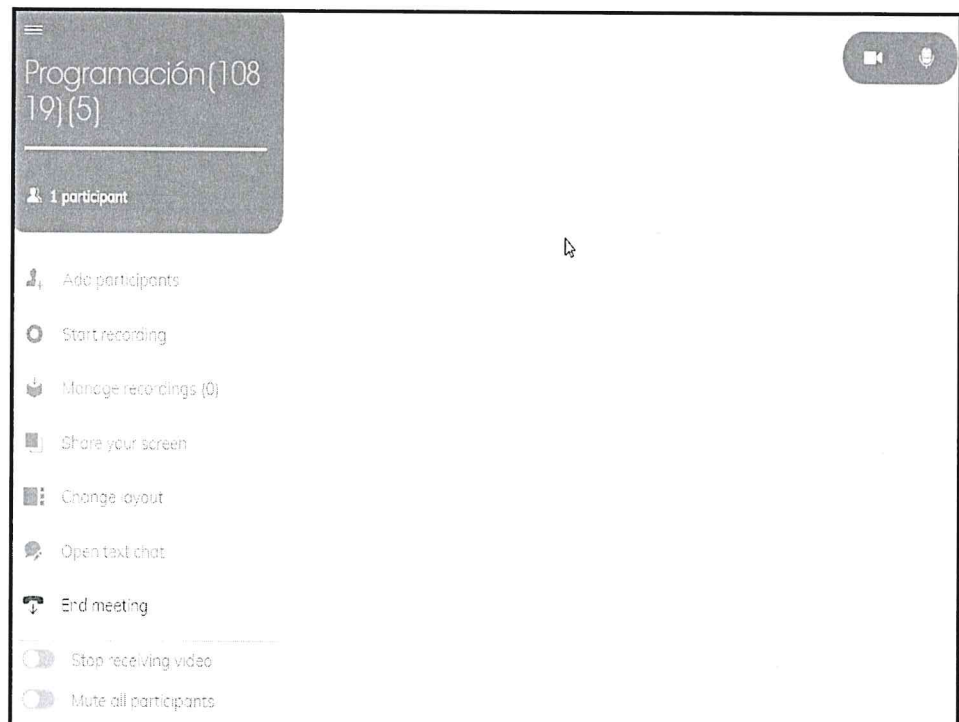 Programación(108
19)(5)
1 participant
Add participants
Start recording
Manage recordings (0)
Share your screen
Change layout
Open text chat
End meeting
Stop receiving video
Mute all participants